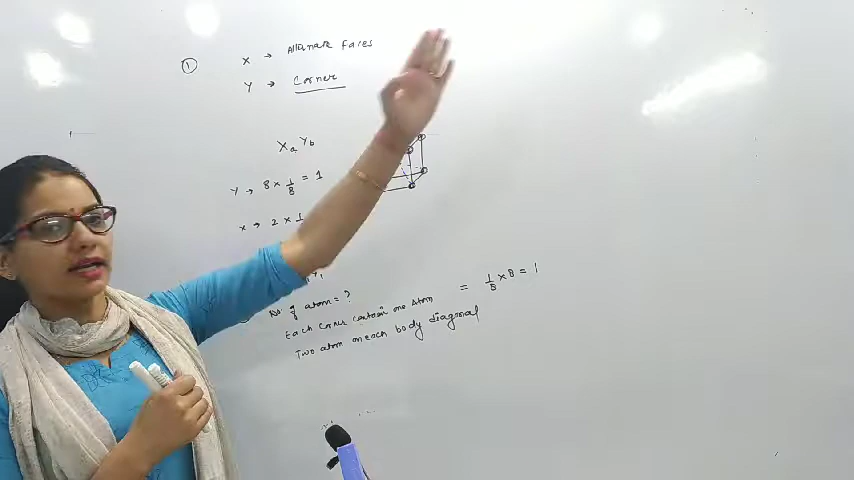 ① X → Alternate Faces
Y → Corner
Xa Yb
Y → 8 × 1/8 = 1
X → 2 × 1/
No. of atom = ?
Each corner contain one atom = 1/8 × 8 = 1
Two atom on each body diagonal